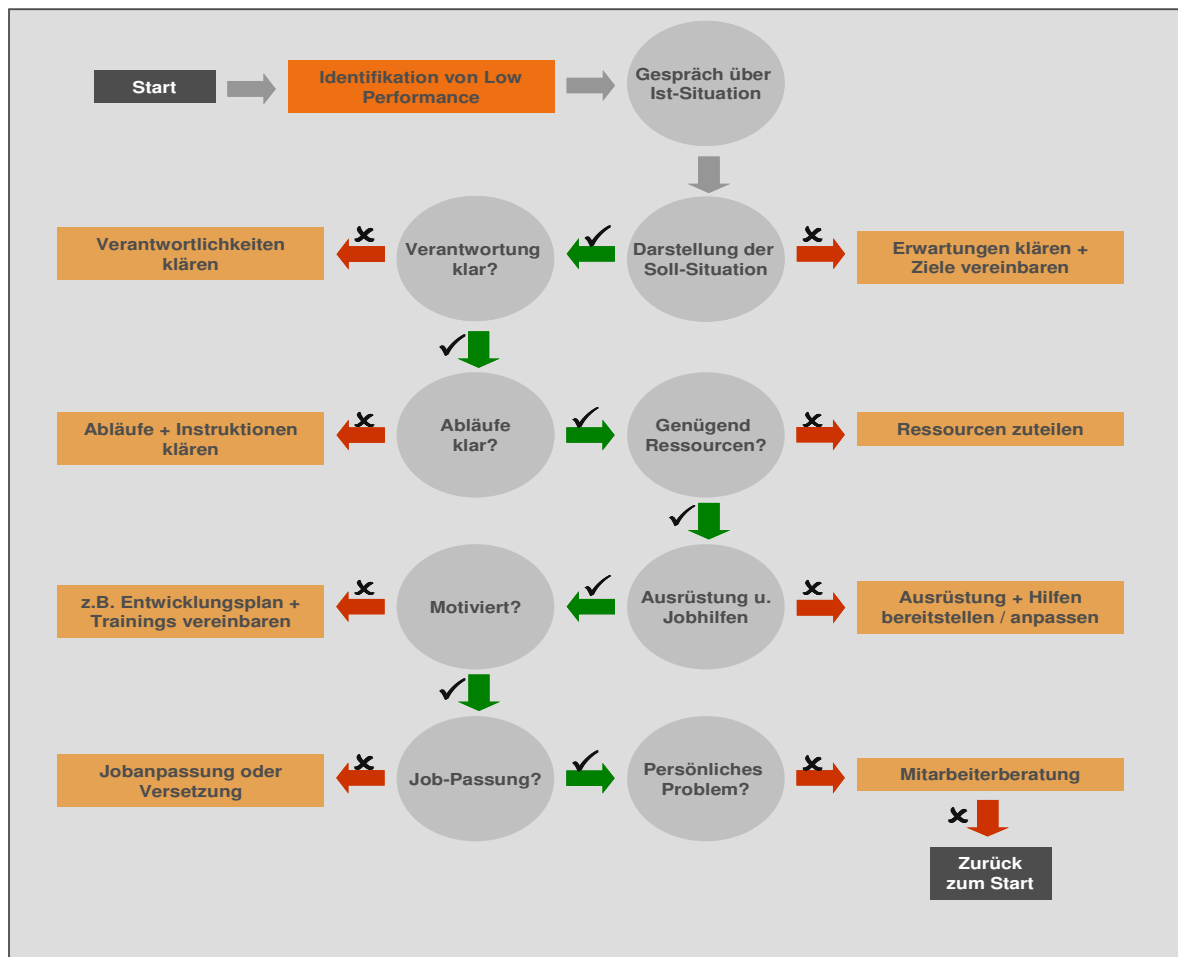 Start
Identifikation von Low
Performance
Gespräch über
Ist-Situation
Verantwortlichkeiten
klären
Verantwortung
klar?
Darstellung der
Soll-Situation
Erwartungen klären +
Ziele vereinbaren
Abläufe + Instruktionen
klären
Abläufe
klar?
Genügend
Ressourcen?
Ressourcen zuteilen
z.B. Entwicklungsplan +
Trainings vereinbaren
Motiviert?
Ausrüstung u.
Jobhilfen
Ausrüstung + Hilfen
bereitstellen / anpassen
Jobanpassung oder
Versetzung
Job-Passung?
Persönliches
Problem?
Mitarbeiterberatung
Zurück
zum Start